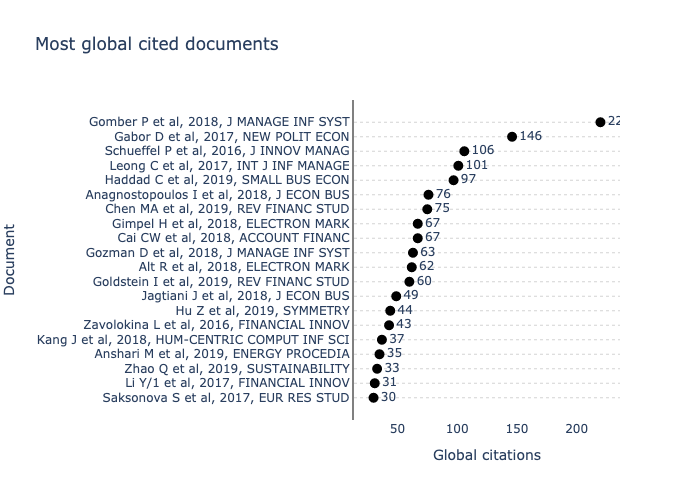 Most global cited documents
Document
Gomber P et al, 2018, J MANAGE INF SYST
Gabor D et al, 2017, NEW POLIT ECON 146
Schueffel P et al, 2016, J INNOV MANAG 106
Leong C et al, 2017, INT J INF MANAGE 101
Haddad C et al, 2019, SMALL BUS ECON 97
Anagnostopoulos I et al, 2018, J ECON BUS 76
Chen MA et al, 2019, REV FINANC STUD 75
Gimpel H et al, 2018, ELECTRON MARK 67
Cai CW et al, 2018, ACCOUNT FINANC 67
Gozman D et al, 2018, J MANAGE INF SYST 63
Alt R et al, 2018, ELECTRON MARK 62
Goldstein I et al, 2019, REV FINANC STUD 60
Jagtiani J et al, 2018, J ECON BUS 49
Hu Z et al, 2019, SYMMETRY 44
Zavolokina L et al, 2016, FINANCIAL INNOV 43
Kang J et al, 2018, HUM-CENTRIC COMPUT INF SCI 37
Anshari M et al, 2019, ENERGY PROCEDIA 35
Zhao Q et al, 2019, SUSTAINABILITY 33
Li Y/1 et al, 2017, FINANCIAL INNOV 31
Saksonova S et al, 2017, EUR RES STUD 30
50 100 150 200
Global citations